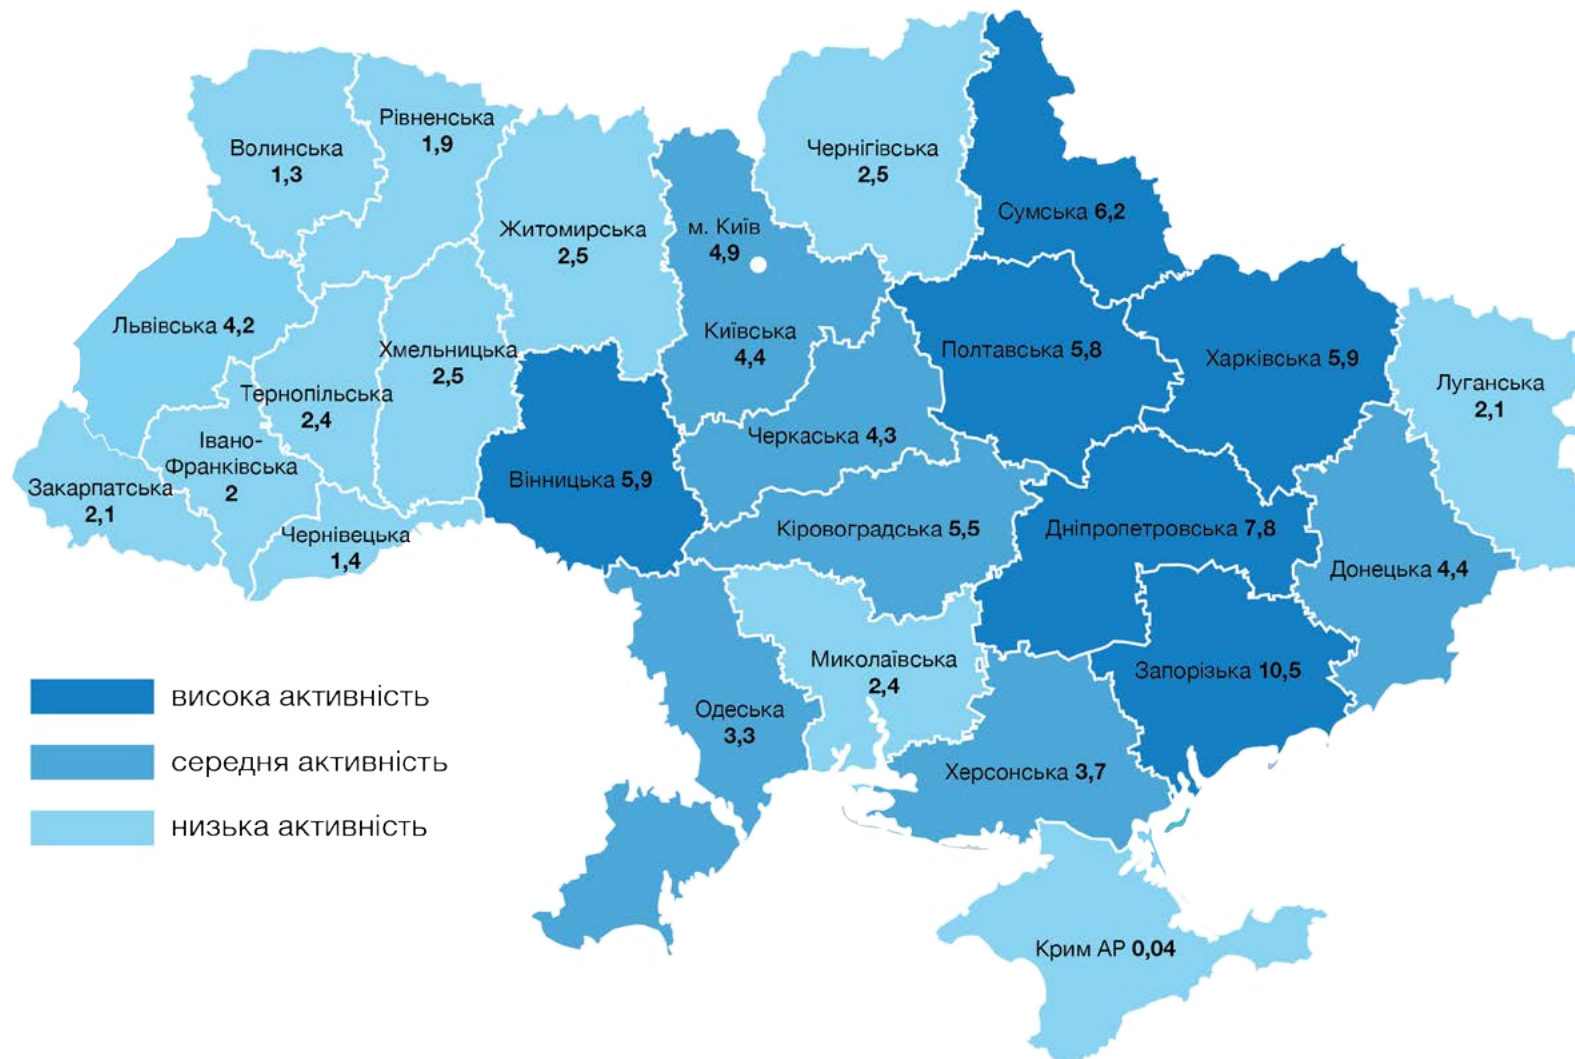 Волинська
1,3
Рівненська
1,9
Житомирська
2,5
м. Київ
4,9
Київська
4,4
Чернігівська
2,5
Сумська 6,2
Львівська 4,2
Тернопільська
2,4
Хмельницька
2,5
Полтавська 5,8
Харківська 5,9
Луганська
2,1
Закарпатська
2,1
Івано-
Франківська
2
Чернівецька
1,4
Вінницька 5,9
Черкаська 4,3
Кіровоградська 5,5
Дніпропетровська 7,8
Донецька 4,4
Одеська
3,3
Миколаївська
2,4
Херсонська 3,7
Запорізька 10,5
Крим АР 0,04
висока активність
середня активність
низька активність